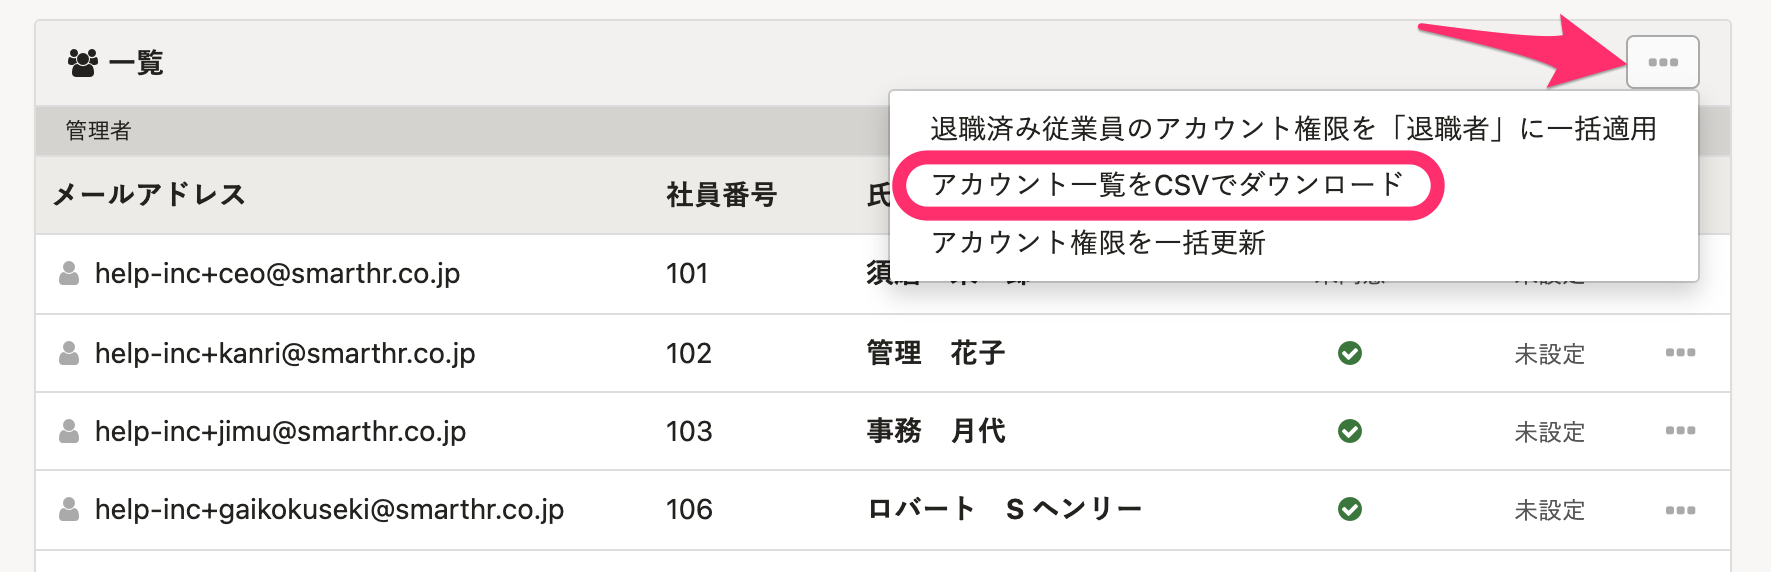 一覧
退職済み従業員のアカウント権限を「退職者」に一括適用
アカウント一覧をCSVでダウンロード
アカウント権限を一括更新
管理者
メールアドレス 社員番号 氏
help-inc+ceo@smarthr.co.jp 101
help-inc+kanri@smarthr.co.jp 102 管理 花子 未設定
help-inc+jimu@smarthr.co.jp 103 事務 月代 未設定
help-inc+gaikokuseki@smarthr.co.jp 106 ロバート S ヘンリー 未設定